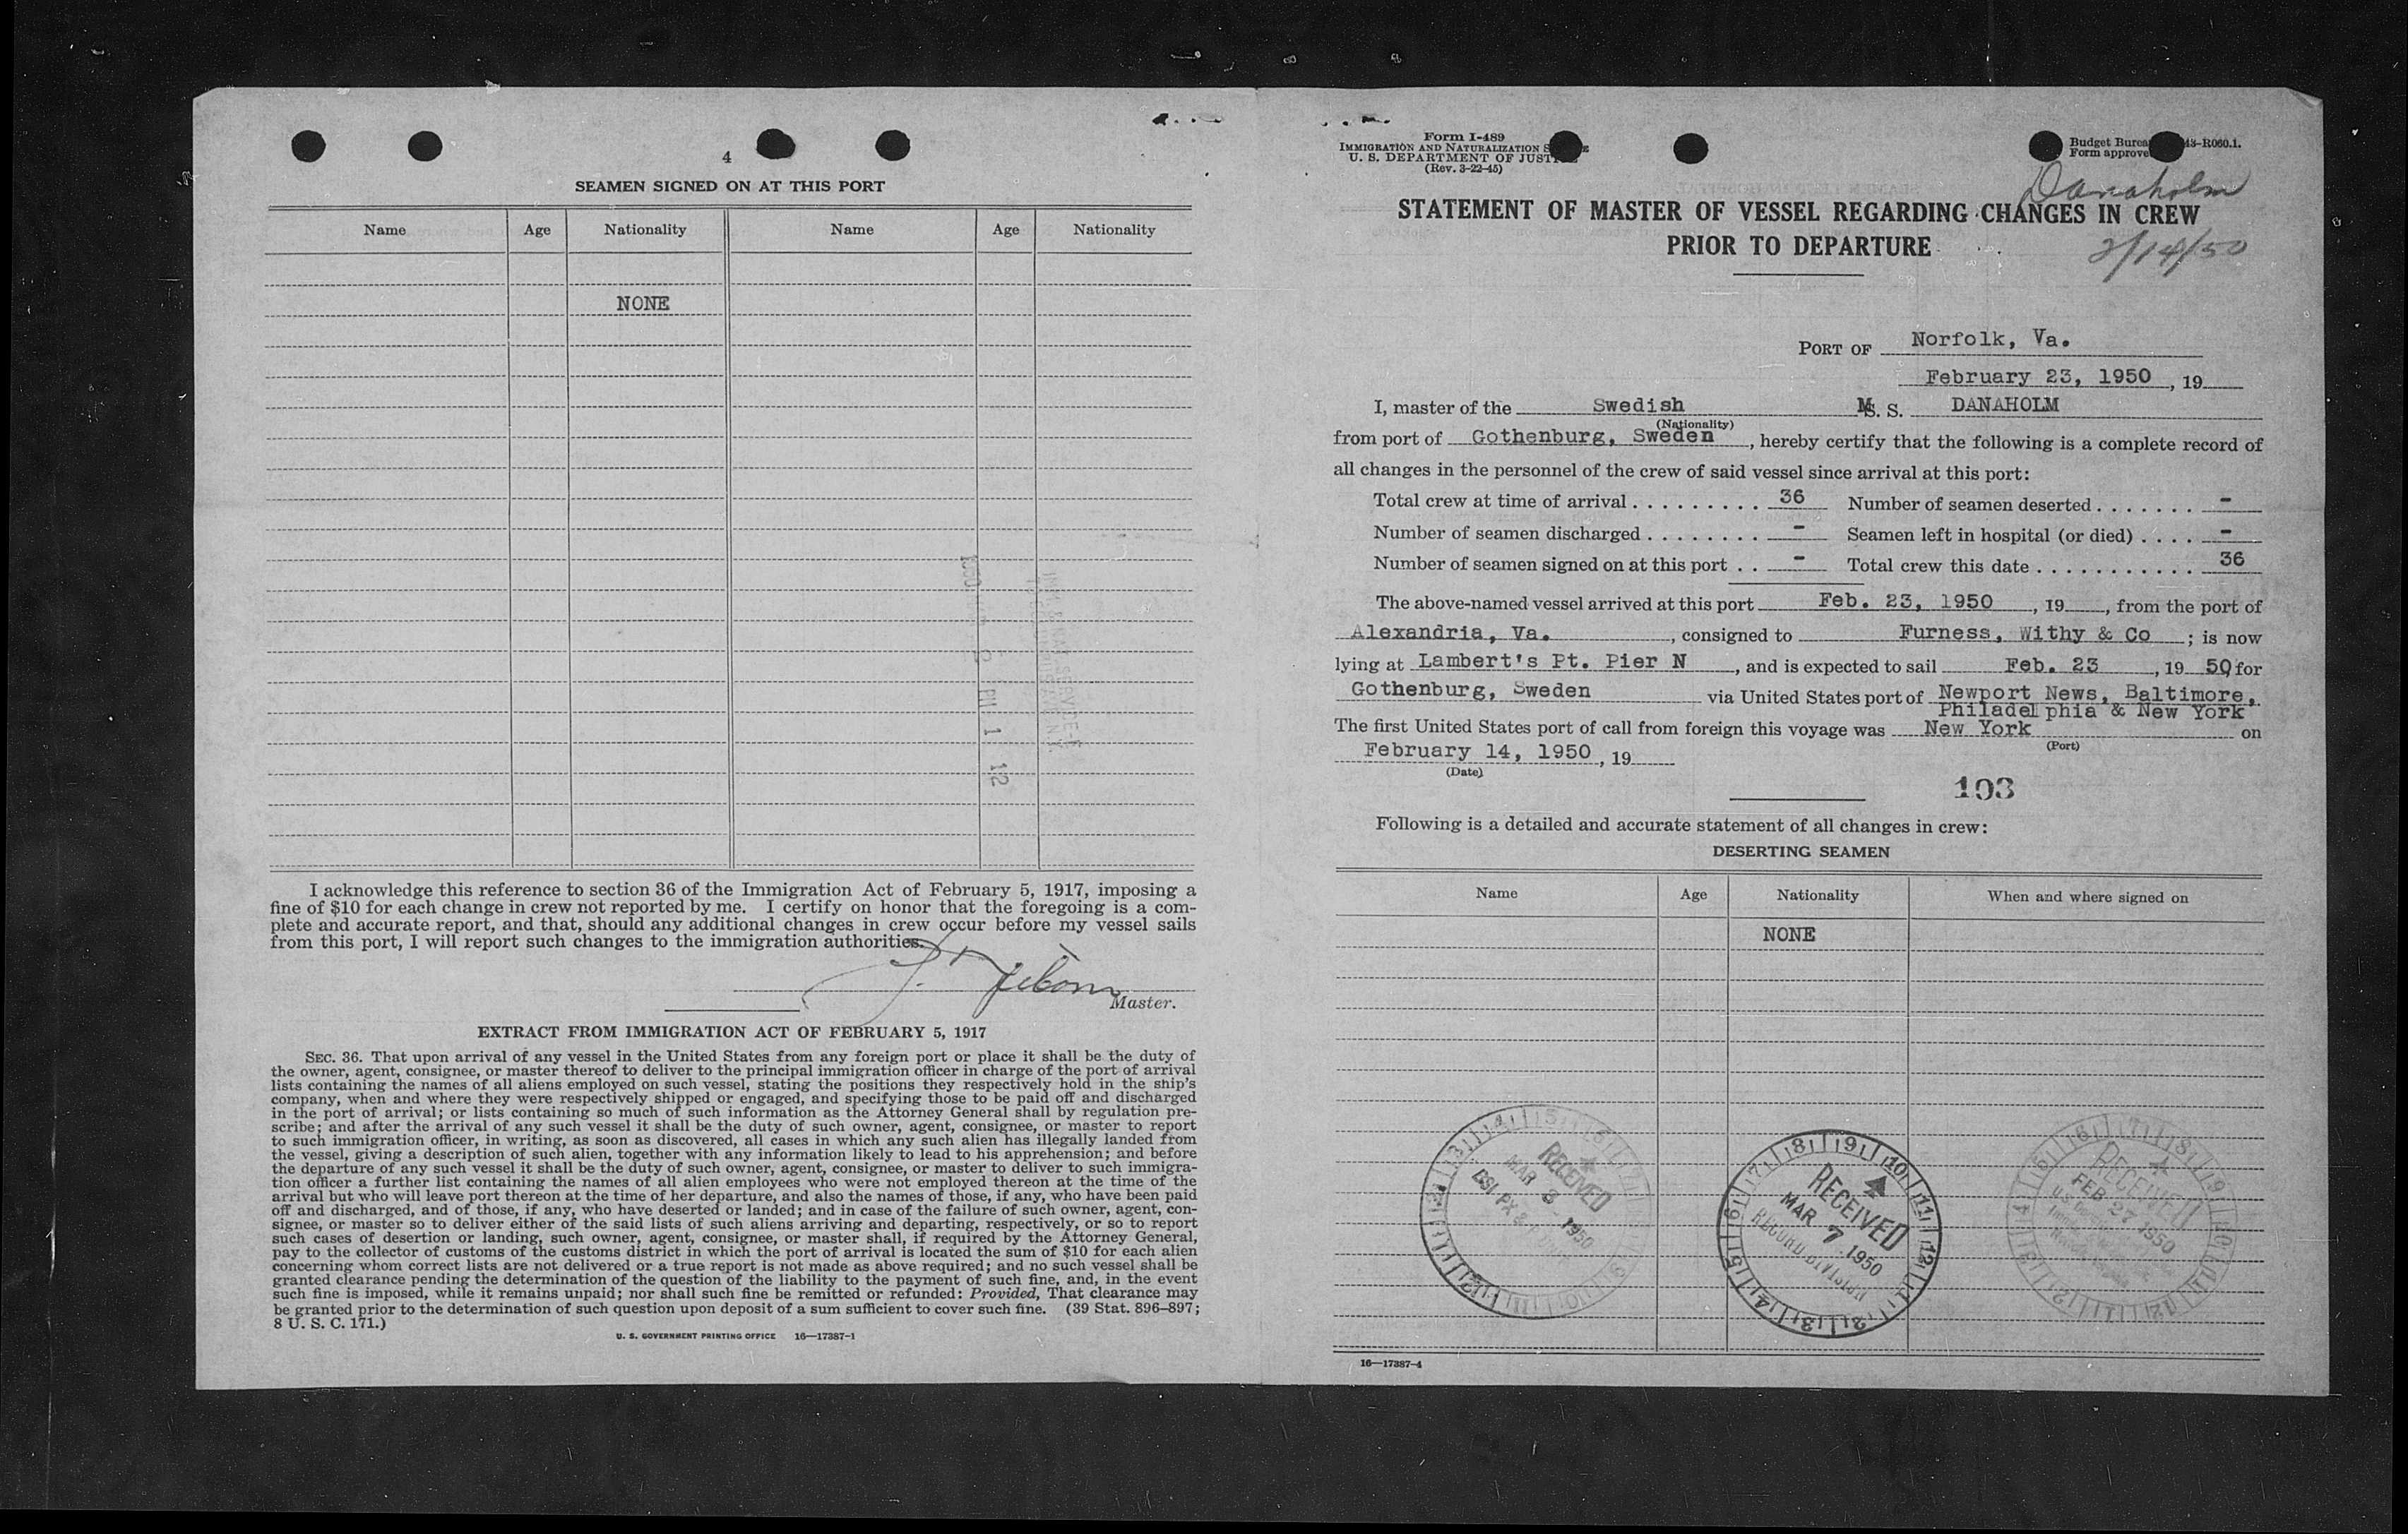 4
SEAMEN SIGNED ON AT THIS PORT
Name Age Nationality Name Age Nationality
NONE
I acknowledge this reference to section 36 of the Immigration Act of February 5, 1917, imposing a
fine of $10 for each change in crew not reported by me. I certify on honor that the foregoing is a com-
plete and accurate report, and that, should any additional changes in crew occur before my vessel sails
from this port, I will report such changes to the immigration authorities.
Master.
EXTRACT FROM IMMIGRATION ACT OF FEBRUARY 5, 1917
SEC. 36. That upon arrival of any vessel in the United States from any foreign port or place it shall be the duty of
the owner, agent, consignee, or master thereof to deliver to the principal immigration officer in charge of the port of arrival
lists containing the names of all aliens employed on such vessel, stating the positions they respectively hold in the ship's
company, when and where they were respectively shipped or engaged, and specifying those to be paid off and discharged
in the port of arrival; or lists containing so much of such information as the Attorney General shall by regulation pre-
scribe; and after the arrival of any such vessel it shall be the duty of such owner, agent, consignee, or master to report
to such immigration officer, in writing, as soon as discovered, all cases in which any such alien has illegally landed from
the vessel, giving a description of such alien, together with any information likely to lead to his apprehension; and before
the departure of any such vessel it shall be the duty of such owner, agent, consignee, or master to deliver to such immigra-
tion officer a further list containing the names of all alien employees who were not employed thereon at the time of the
arrival but who will leave port thereon at the time of her departure, and also the names of those, if any, who have been paid
off and discharged, and of those, if any, who have deserted or landed; and in case of the failure of such owner, agent, con-
signee, or master so to deliver either of the said lists of such aliens arriving and departing, respectively, or so to report
such cases of desertion or landing, such owner, agent, consignee, or master shall, if required by the Attorney General,
pay to the collector of customs of the customs district in which the port of arrival is located the sum of $10 for each alien
concerning whom correct lists are not delivered or a true report is not made as above required; and no such vessel shall be
granted clearance pending the determination of the question of the liability to the payment of such fine, and, in the event
such fine is imposed, while it remains unpaid; nor shall such fine be remitted or refunded: Provided, That clearance may
be granted prior to the determination of such question upon deposit of a sum sufficient to cover such fine. (39 Stat. 896–897;
8 U. S. C. 171.)
U. S. GOVERNMENT PRINTING OFFICE 16—17387-1
Form I-489
IMMIGRATION AND NATURALIZATION
U. S. DEPARTMENT OF
(Rev. 3-22-45)
Budget 43-R060.1.
Form
Danaholm
STATEMENT OF MASTER OF VESSEL REGARDING CHANGES IN CREW
PRIOR TO DEPARTURE
2/14/50
PORT OF Norfolk, Va.
February 23, 1950, 19
I, master of the Swedish M.S. S. DANAHOLM
(Nationality)
from port of Gothenburg, Sweden, hereby certify that the following is a complete record of
all changes in the personnel of the crew of said vessel since arrival at this port:
Total crew at time of arrival . . . . . . . . . 36 Number of seamen deserted . . . . . . . -
Number of seamen discharged . . . . . . . . - Seamen left in hospital (or died) . . . . -
Number of seamen signed on at this port . . - Total crew this date . . . . . . . . . . . 36
The above-named vessel arrived at this port Feb. 23, 1950, 19 , from the port of
Alexandria, Va., consigned to Furness, Withy & Co ; is now
lying at Lambert's Pt. Pier N, and is expected to sail Feb. 23, 19 50, for
Gothenburg, Sweden via United States port of Newport News, Baltimore,
Philadelphia & New York
The first United States port of call from foreign this voyage was New York on
(Port)
February 14, 1950, 19
(Date)
103
Following is a detailed and accurate statement of all changes in crew:
DESERTING SEAMEN
Name Age Nationality When and where signed on
NONE
RECEIVED
MAR 3 - 1950
RECEIVED
MAR 7 1950
RECORD DIVISION
RECEIVED
FEB 27 1950
16—17387-4